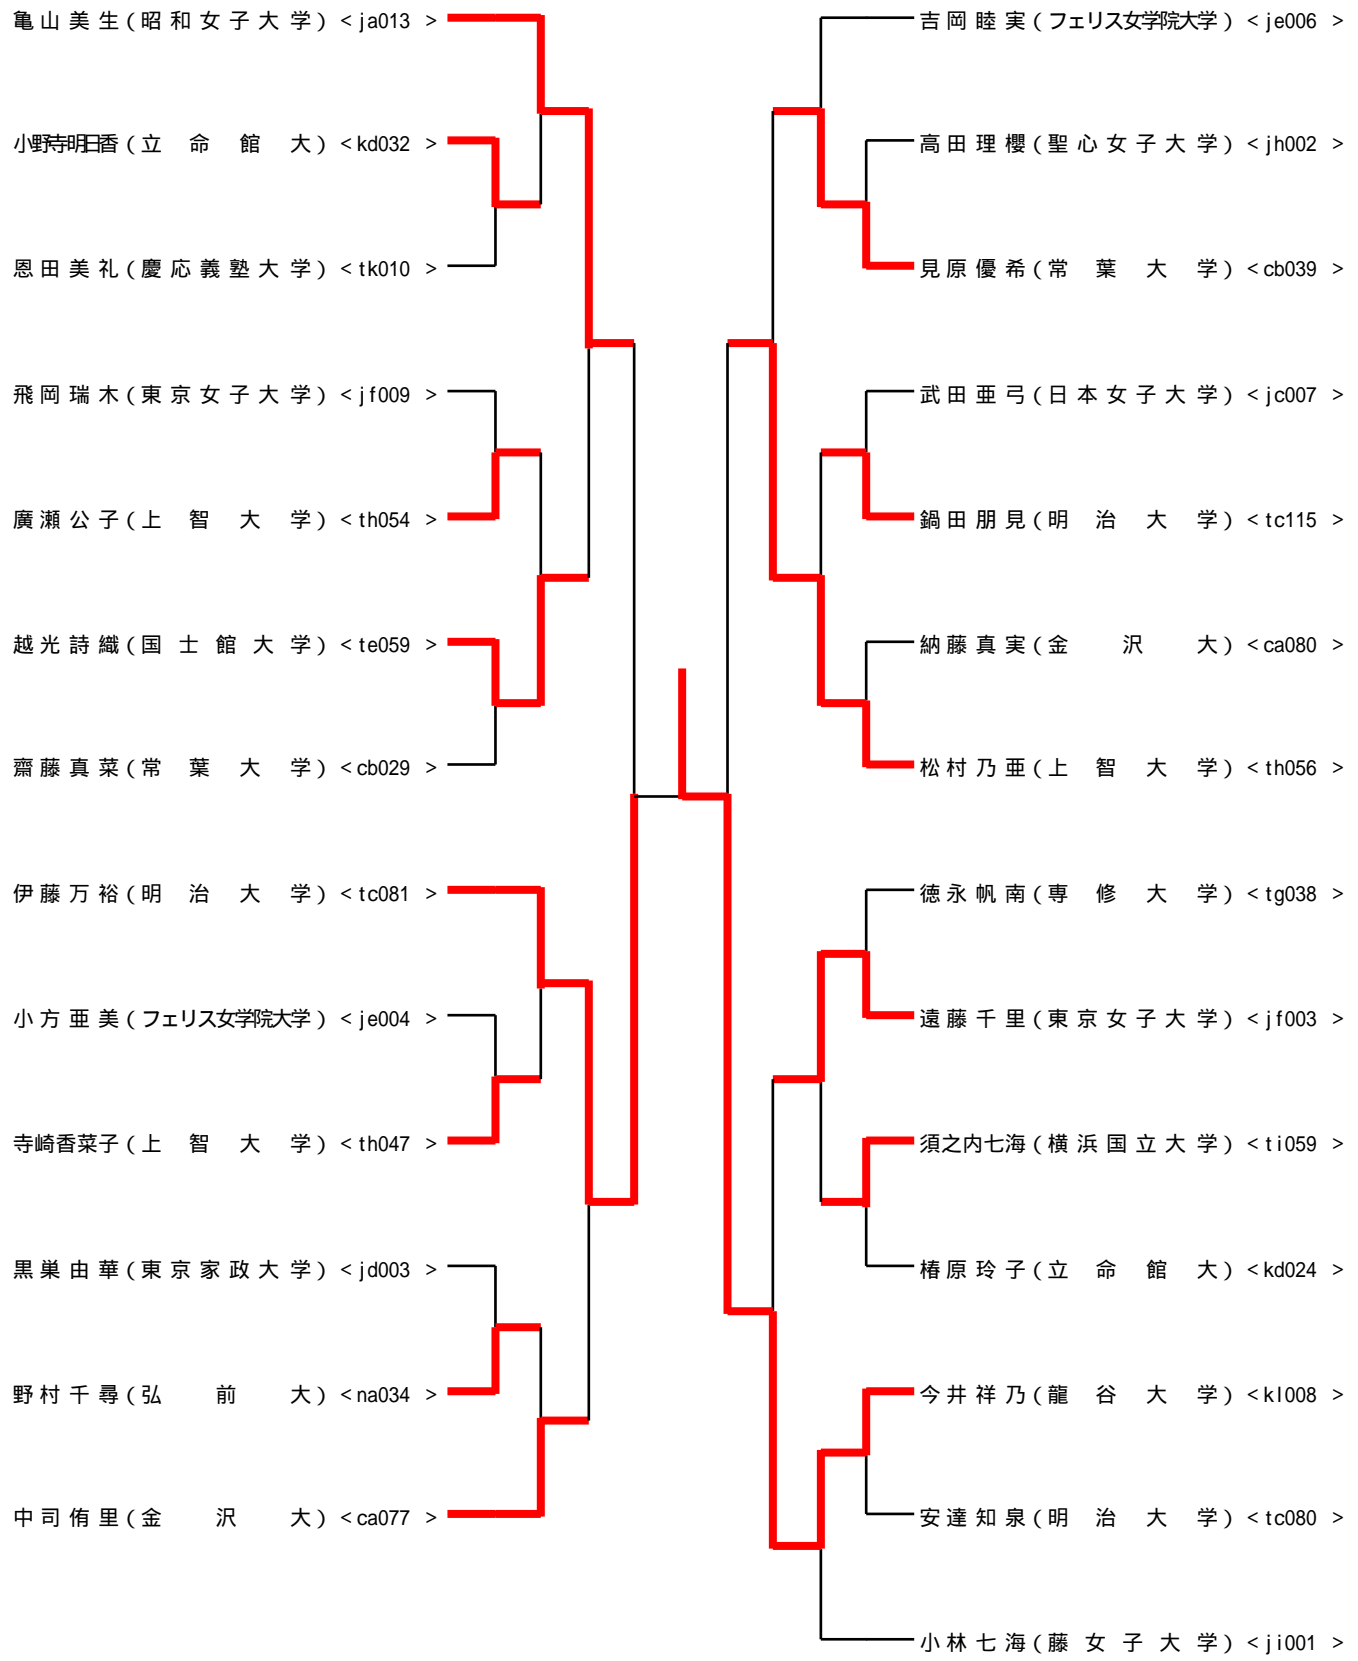 亀山美生(昭和女子大学)<ja013 >
小野寺明日香(立命館大)<kd032 >
恩田美礼(慶応義塾大学)<tk010 >
飛岡瑞木(東京女子大学)<jf009 >
廣瀬公子(上智大学)<th054 >
越光詩織(国士館大学)<te059 >
齋藤真菜(常葉大学)<cb029 >
伊藤万裕(明治大学)<tc081 >
小方亜美(フェリス女学院大学)<je004 >
寺崎香菜子(上智大学)<th047 >
黒巣由華(東京家政大学)<jd003 >
野村千尋(弘前大)<na034 >
中司侑里(金沢大)<ca077 >
吉岡睦実(フェリス女学院大学)<je006 >
高田理櫻(聖心女子大学)<jh002 >
見原優希(常葉大学)<cb039 >
武田亜弓(日本女子大学)<jc007 >
鍋田朋見(明治大学)<tc115 >
納藤真実(金沢大)<ca080 >
松村乃亜(上智大学)<th056 >
徳永帆南(専修大学)<tg038 >
遠藤千里(東京女子大学)<jf003 >
須之内七海(横浜国立大学)<ti059 >
椿原玲子(立命館大)<kd024 >
今井祥乃(龍谷大学)<kl008 >
安達知泉(明治大学)<tc080 >
小林七海(藤女子大学)<ji001 >